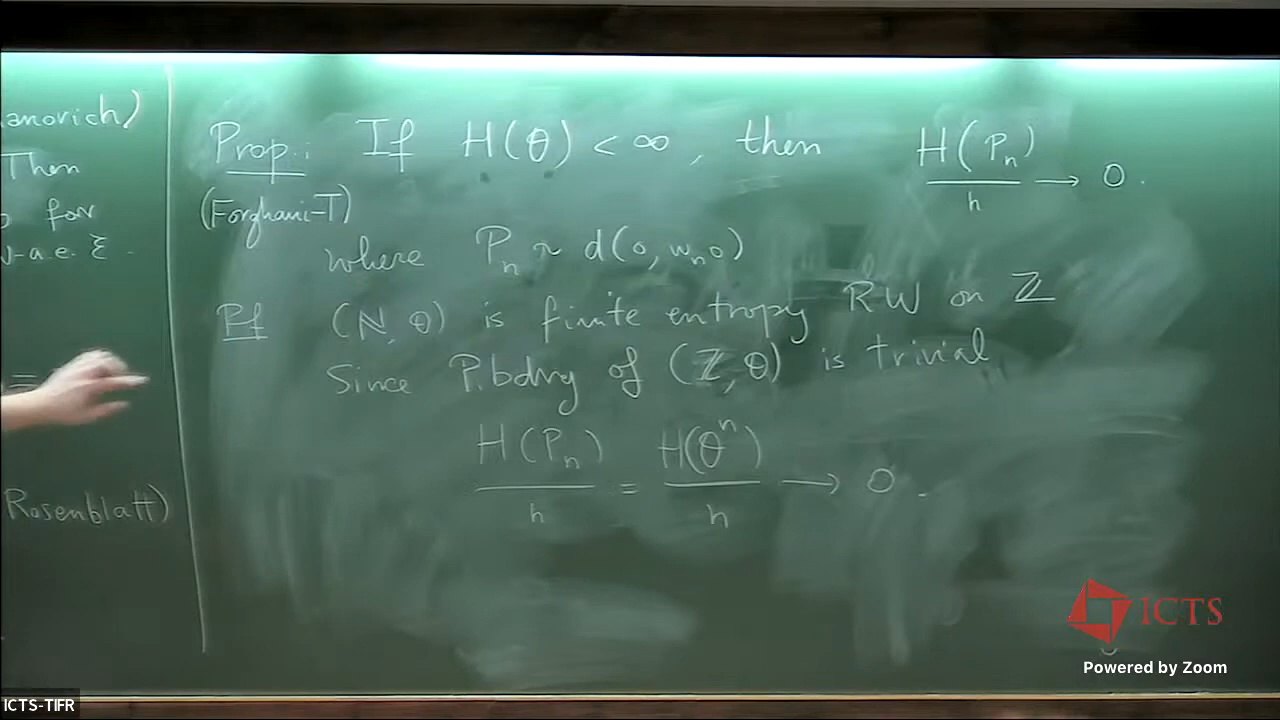 anovich)
Then
for
ν-a.e. ξ.
=
Rosenblatt)
Prop.: If H(θ) < ∞, then H(Pₙ)/n → 0.
(Forghani-T)
where Pₙ ~ d(o, wₙo)
Pf (ℕ, θ) is finite entropy RW on ℤ
Since P.bdry of (ℤ, θ) is trivial
H(Pₙ)/n = H(θⁿ)/n → 0.
ICTS
Powered by Zoom
ICTS-TIFR